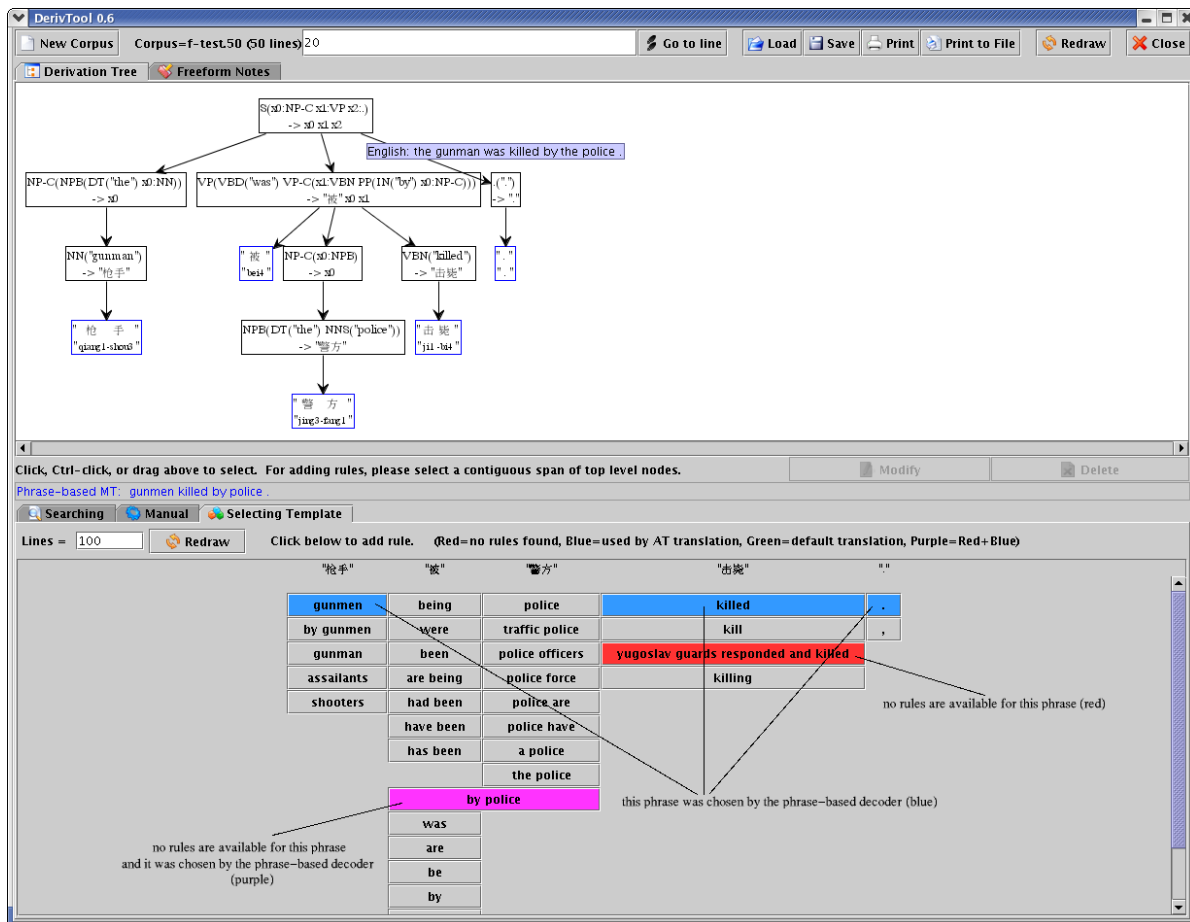 DerivTool 0.6
New Corpus Corpus=f-test.50 (50 lines) 20 Go to line Load Save Print Print to File Redraw Close
Derivation Tree Freeform Notes
S(x0:NP-C x1:VP x2:.)
-> x0 x1 x2
English: the gunman was killed by the police .
NP-C(NPB(DT("the") x0:NN))
-> x0
VP(VBD("was") VP-C(x1:VBN PP(IN("by") x0:NP-C)))
-> "被" x0 x1
.(".")
-> "."
NN("gunman")
-> "枪手"
" 被 "
"bei4 "
NP-C(x0:NPB)
-> x0
VBN("killed")
-> "击毙"
" . "
" . "
" 枪 手 "
"qiang1-shou3 "
NPB(DT("the") NNS("police"))
-> "警方"
" 击 毙 "
"ji1 -bi4 "
" 警 方 "
"jing3-fang1 "
Click, Ctrl-click, or drag above to select. For adding rules, please select a contiguous span of top level nodes. Modify Delete
Phrase-based MT: gunmen killed by police .
Searching Manual Selecting Template
Lines = 100 Redraw Click below to add rule. (Red=no rules found, Blue=used by AT translation, Green=default translation, Purple=Red+Blue)
"枪手" "被" "警方" "击毙" "."
gunmen being police killed .
by gunmen were traffic police kill ,
gunman been police officers yugoslav guards responded and killed
assailants are being police force killing
shooters had been police are
no rules are available for this phrase (red)
have been police have
has been a police
the police
by police
this phrase was chosen by the phrase-based decoder (blue)
was
no rules are available for this phrase
and it was chosen by the phrase-based decoder
(purple)
are
be
by